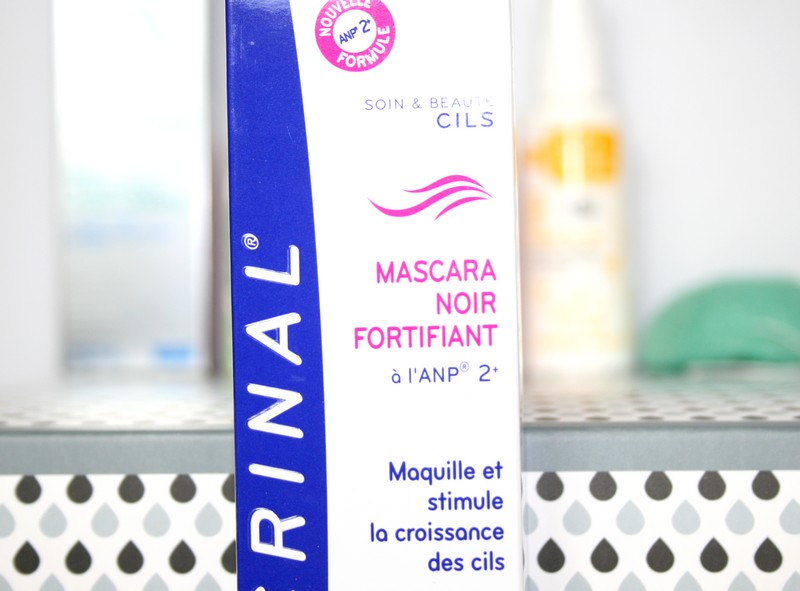 NOUVELLE
ANP® 2+
FORMULE
SOIN & BEAUTÉ
CILS
RINAL®
MASCARA
NOIR
FORTIFIANT
à l'ANP® 2+
Maquille et
stimule
la croissance
des cils